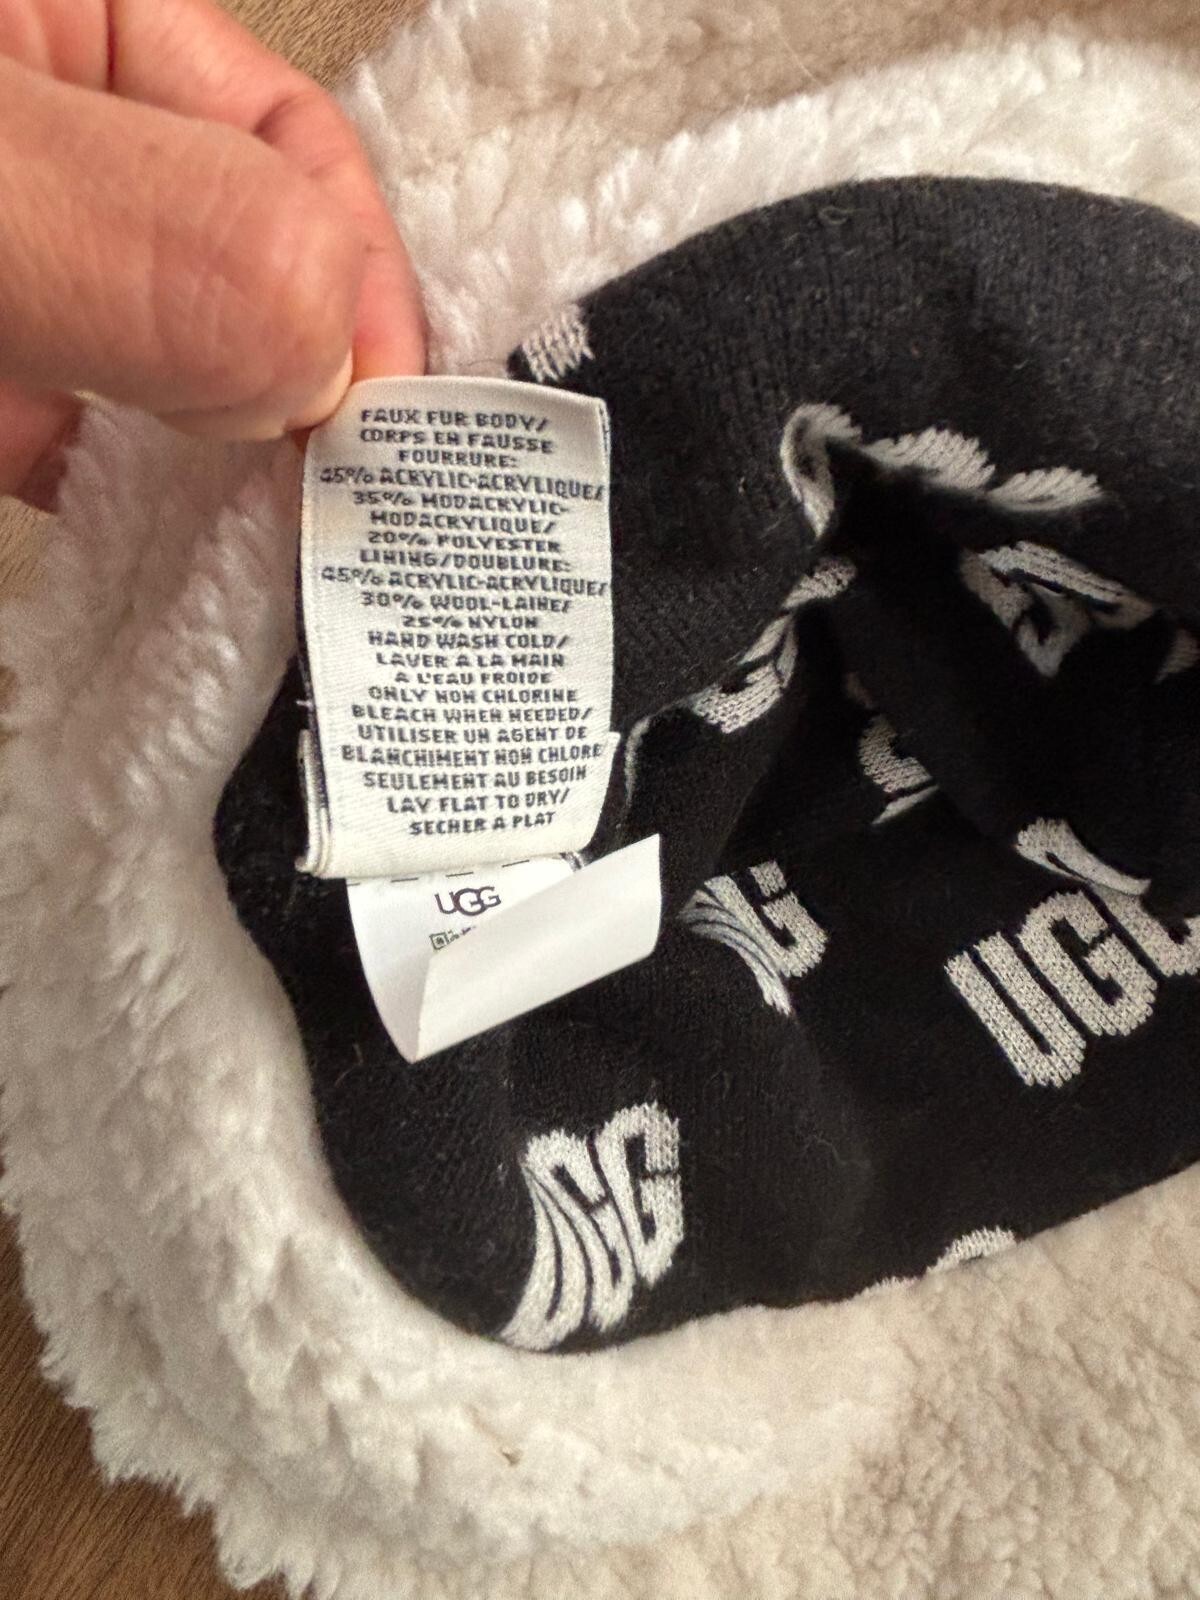 FAUX FUR BODY/
CORPS EN FAUSSE
FOURRURE:
45% ACRYLIC-ACRYLIQUE/
35% MODACRYLIC-
MODACRYLIQUE/
20% POLYESTER
LINING/DOUBLURE:
45% ACRYLIC-ACRYLIQUE/
30% WOOL-LAINE/
25% NYLON
HAND WASH COLD/
LAVER A LA MAIN
A L'EAU FROIDE
ONLY NON CHLORINE
BLEACH WHEN NEEDED/
UTILISER UN AGENT DE
BLANCHIMENT NON CHLORE
SEULEMENT AU BESOIN
LAY FLAT TO DRY/
SECHER A PLAT
UGG
UGG
UGG